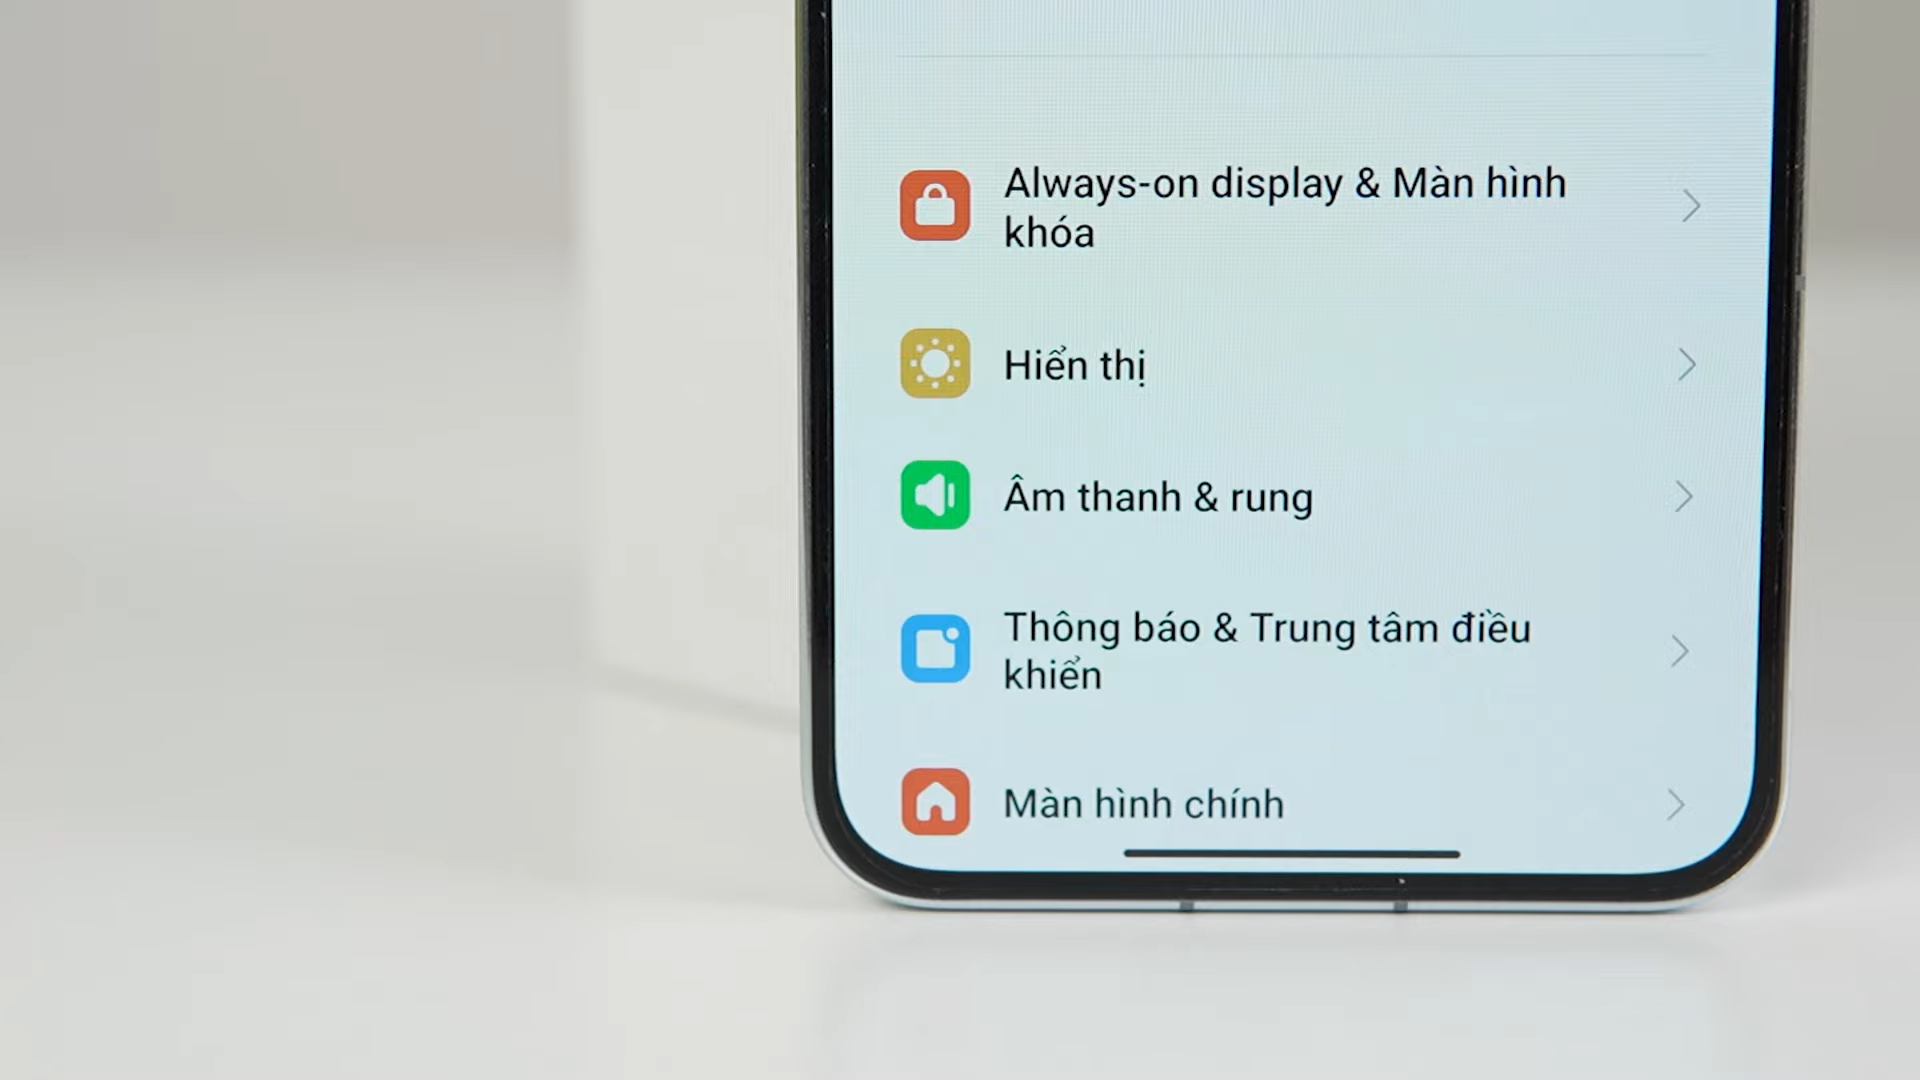 Always-on display & Màn hình
khóa
Hiển thị
Âm thanh & rung
Thông báo & Trung tâm điều
khiển
Màn hình chính